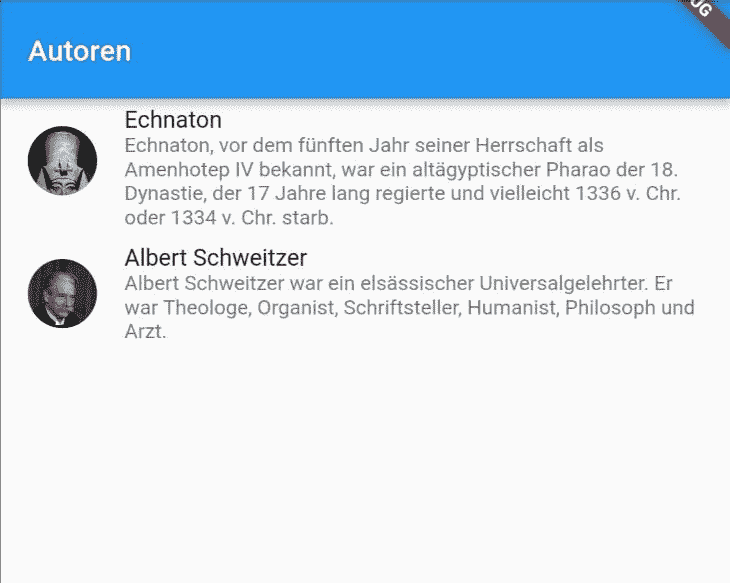 Autoren
Echnaton
Echnaton, vor dem fünften Jahr seiner Herrschaft als
Amenhotep IV bekannt, war ein altägyptischer Pharao der 18.
Dynastie, der 17 Jahre lang regierte und vielleicht 1336 v. Chr.
oder 1334 v. Chr. starb.
Albert Schweitzer
Albert Schweitzer war ein elsässischer Universalgelehrter. Er
war Theologe, Organist, Schriftsteller, Humanist, Philosoph und
Arzt.